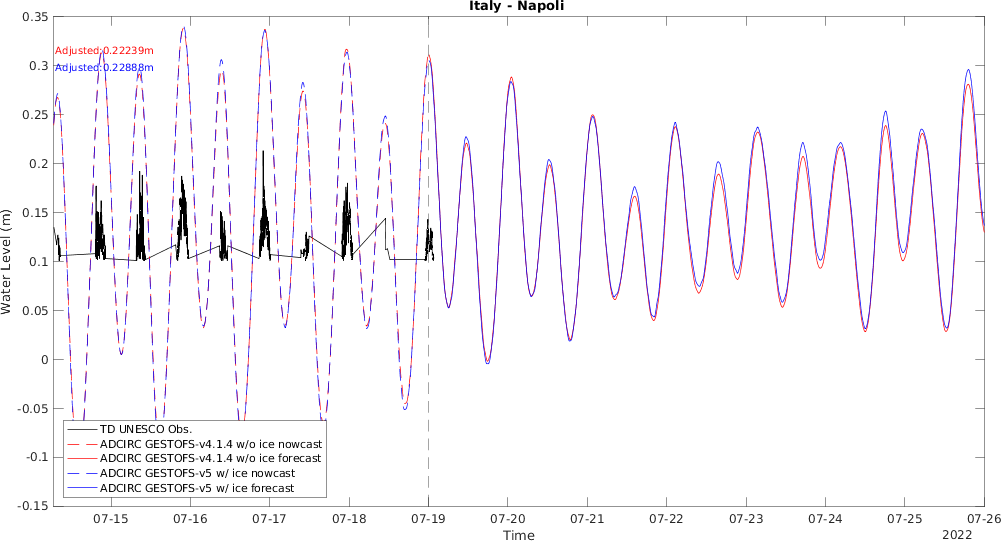 Italy - Napoli
0.35
Adjusted:0.22239m
0.3
Adjusted:0.22888m
0.25
0.2
0.15
0.1
0.05
0
-0.05
-0.1
-0.15
Water Level (m)
TD UNESCO Obs.
ADCIRC GESTOFS-v4.1.4 w/o ice nowcast
ADCIRC GESTOFS-v4.1.4 w/o ice forecast
ADCIRC GESTOFS-v5 w/ ice nowcast
ADCIRC GESTOFS-v5 w/ ice forecast
07-15 07-16 07-17 07-18 07-19 07-20 07-21 07-22 07-23 07-24 07-25 07-26
Time
2022